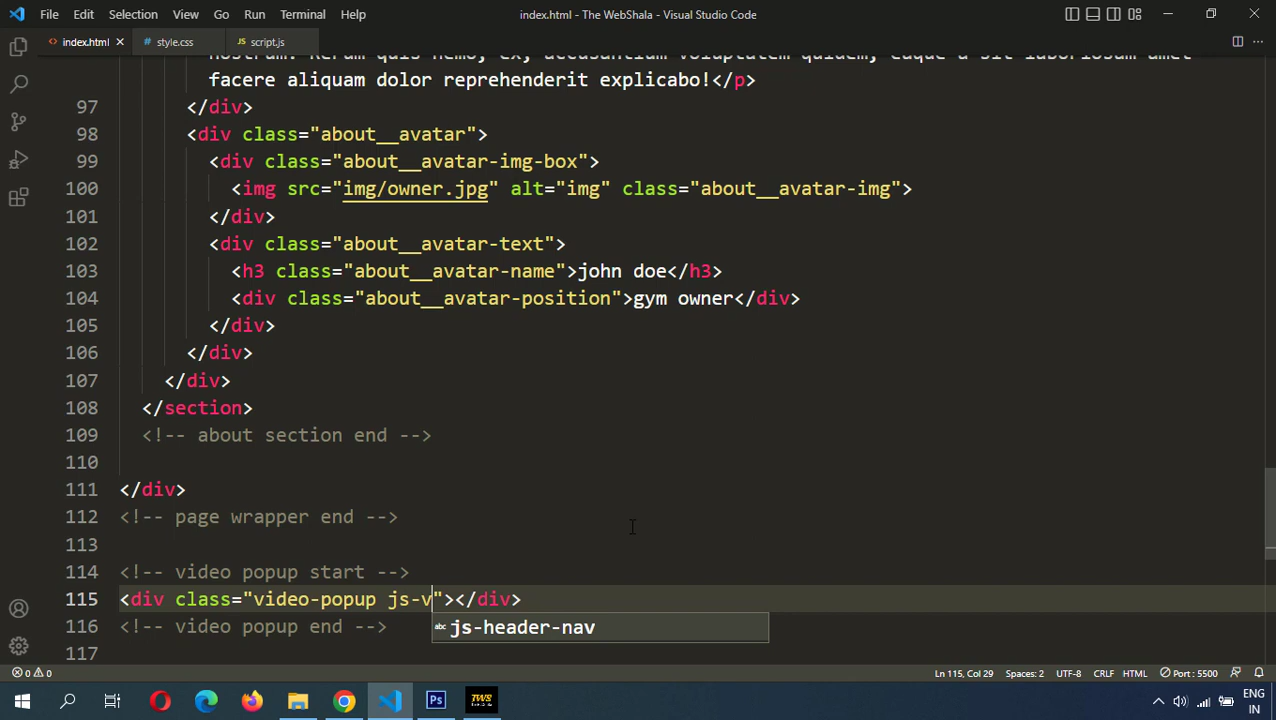 File Edit Selection View Go Run Terminal Help index.html - The WebShala - Visual Studio Code
index.html style.css JS script.js
facere aliquam dolor reprehenderit explicabo!</p>
97 </div>
98 <div class="about__avatar">
99 <div class="about__avatar-img-box">
100 <img src="img/owner.jpg" alt="img" class="about__avatar-img">
101 </div>
102 <div class="about__avatar-text">
103 <h3 class="about__avatar-name">john doe</h3>
104 <div class="about__avatar-position">gym owner</div>
105 </div>
106 </div>
107 </div>
108 </section>
109 <!-- about section end -->
110
111 </div>
112 <!-- page wrapper end -->
113
114 <!-- video popup start -->
115 <div class="video-popup js-v"></div>
abc js-header-nav
116 <!-- video popup end -->
117
0 0 Ln 115, Col 29 Spaces: 2 UTF-8 CRLF HTML Port : 5500
Ps TWS ENG
IN